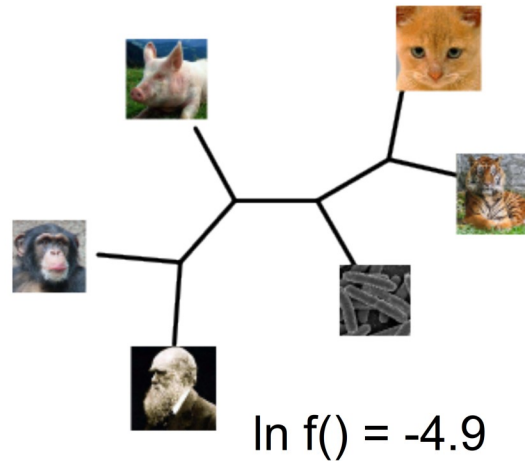 ln f() = -4.9